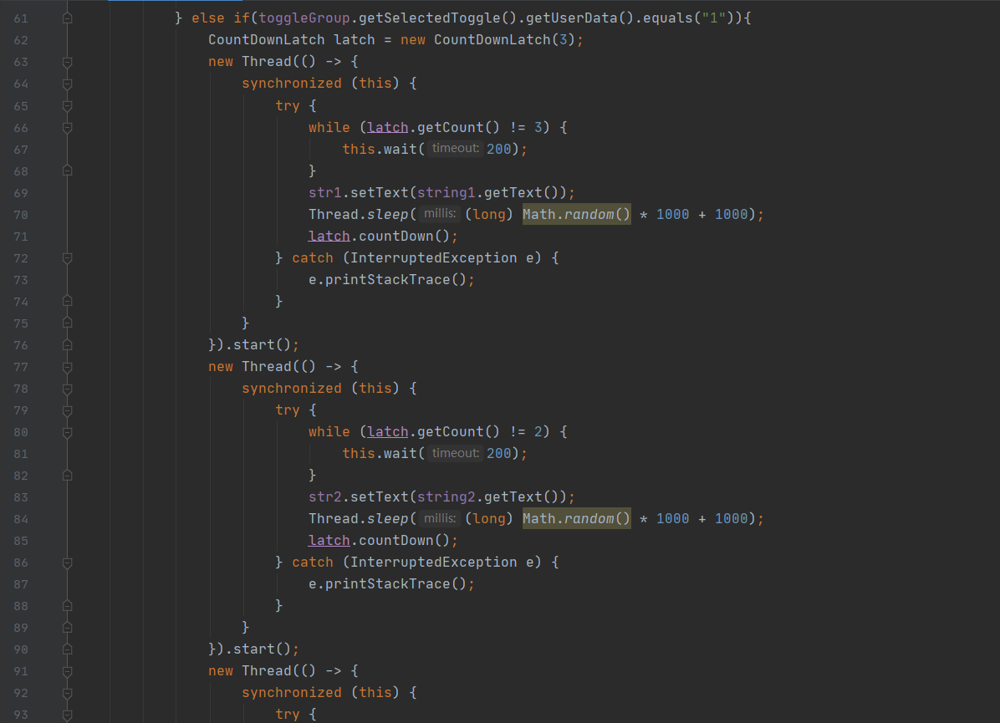 61 } else if(toggleGroup.getSelectedToggle().getUserData().equals("1")){
62 CountDownLatch latch = new CountDownLatch(3);
63 new Thread(() -> {
64 synchronized (this) {
65 try {
66 while (latch.getCount() != 3) {
67 this.wait( timeout: 200);
68 }
69 str1.setText(string1.getText());
70 Thread.sleep( millis: (long) Math.random() * 1000 + 1000);
71 latch.countDown();
72 } catch (InterruptedException e) {
73 e.printStackTrace();
74 }
75 }
76 }).start();
77 new Thread(() -> {
78 synchronized (this) {
79 try {
80 while (latch.getCount() != 2) {
81 this.wait( timeout: 200);
82 }
83 str2.setText(string2.getText());
84 Thread.sleep( millis: (long) Math.random() * 1000 + 1000);
85 latch.countDown();
86 } catch (InterruptedException e) {
87 e.printStackTrace();
88 }
89 }
90 }).start();
91 new Thread(() -> {
92 synchronized (this) {
93 try {